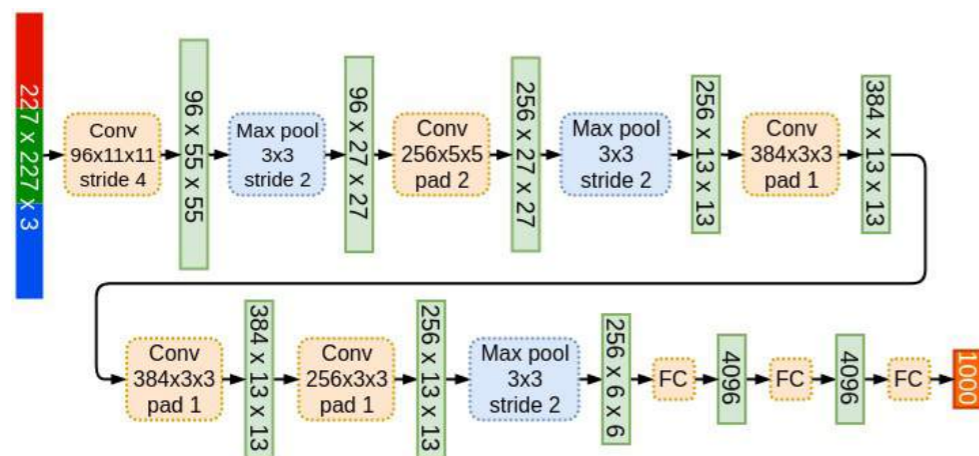 227 x 227 x 3
Conv
96x11x11
stride 4
96 x 55 x 55
Max pool
3x3
stride 2
96 x 27 x 27
Conv
256x5x5
pad 2
256 x 27 x 27
Max pool
3x3
stride 2
256 x 13 x 13
Conv
384x3x3
pad 1
384 x 13 x 13
Conv
384x3x3
pad 1
384 x 13 x 13
Conv
256x3x3
pad 1
256 x 13 x 13
Max pool
3x3
stride 2
256 x 6 x 6
FC
4096
FC
4096
FC
1000